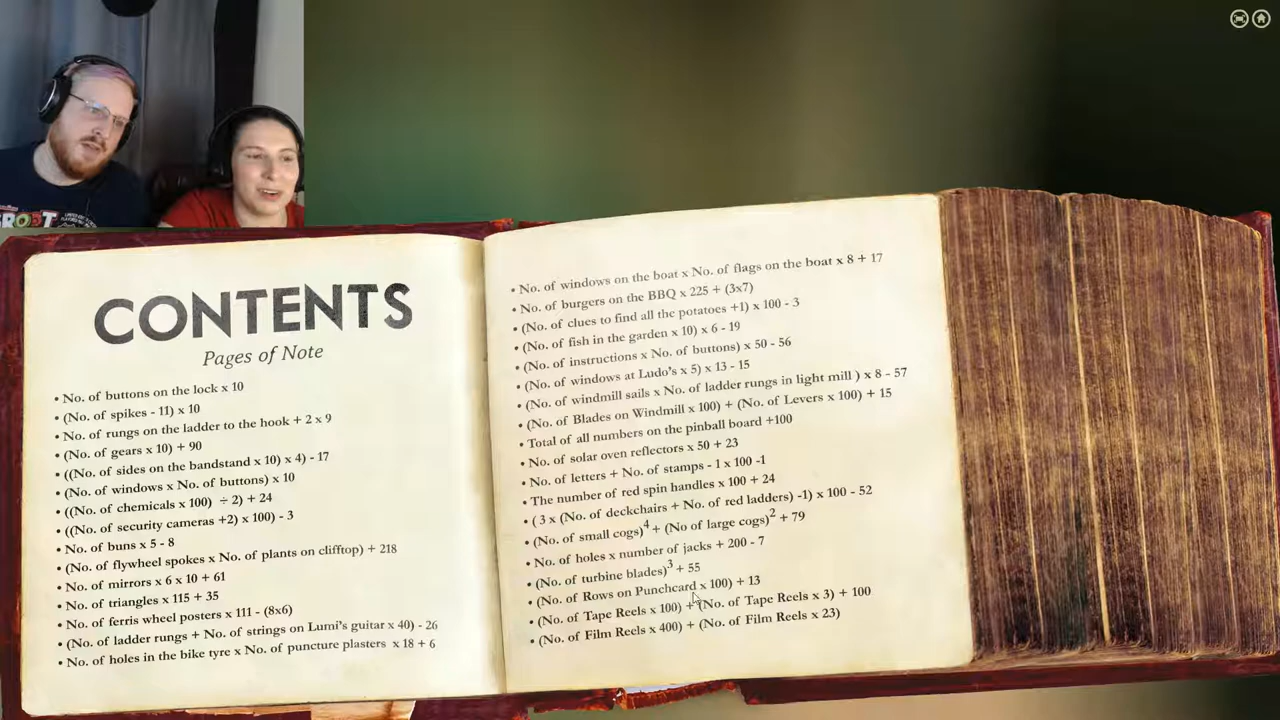 CONTENTS
Pages of Note
• No. of buttons on the lock x 10
• (No. of spikes - 11) x 10
• No. of rungs on the ladder to the hook + 2 x 9
• (No. of gears x 10) + 90
• ((No. of sides on the bandstand x 10) x 4) - 17
• (No. of windows x No. of buttons) x 10
• ((No. of chemicals x 100) ÷ 2) + 24
• ((No. of security cameras +2) x 100) - 3
• No. of buns x 5 - 8
• (No. of flywheel spokes x No. of plants on clifftop) + 218
• No. of mirrors x 6 x 10 + 61
• No. of triangles x 115 + 35
• No. of ferris wheel posters x 111 - (8x6)
• (No. of ladder rungs + No. of strings on Lumi's guitar x 40) - 26
• No. of holes in the bike tyre x No. of puncture plasters x 18 + 6
• No. of windows on the boat x No. of flags on the boat x 8 + 17
• No. of burgers on the BBQ x 225 + (3x7)
• (No. of clues to find all the potatoes +1) x 100 - 3
• (No. of fish in the garden x 10) x 6 - 19
• (No. of instructions x No. of buttons) x 50 - 56
• (No. of windows at Ludo's x 5) x 13 - 15
• (No. of windmill sails x No. of ladder rungs in light mill ) x 8 - 57
• (No. of Blades on Windmill x 100) + (No. of Levers x 100) + 15
• Total of all numbers on the pinball board +100
• No. of solar oven reflectors x 50 + 23
• No. of letters + No. of stamps - 1 x 100 -1
• The number of red spin handles x 100 + 24
• ( 3 x (No. of deckchairs + No. of red ladders) -1) x 100 - 52
• (No. of small cogs)⁴ + (No of large cogs)² + 79
• No. of holes x number of jacks + 200 - 7
• (No. of turbine blades)³ + 55
• (No. of Rows on Punchcard x 100) + 13
• (No. of Tape Reels x 100) + (No. of Tape Reels x 3) + 100
• (No. of Film Reels x 400) + (No. of Film Reels x 23)